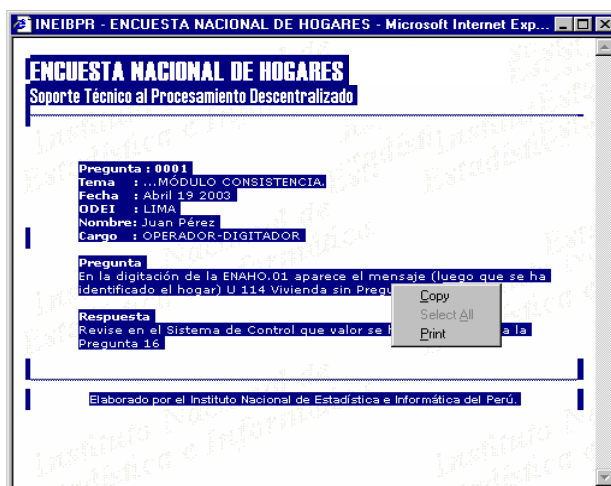 INEIBPR - ENCUESTA NACIONAL DE HOGARES - Microsoft Internet Exp...
ENCUESTA NACIONAL DE HOGARES
Soporte Técnico al Procesamiento Descentralizado
Pregunta : 0001
Tema : ...MÓDULO CONSISTENCIA.
Fecha : Abril 19 2003
ODEI : LIMA
Nombre: Juan Pérez
Cargo : OPERADOR-DIGITADOR
Pregunta
En la digitación de la ENAHO.01 aparece el mensaje (luego que se ha
identificado el hogar) U 114 Vivienda sin
Copy
Select All
Print
Respuesta
Revise en el Sistema de Control que valor se a la
Pregunta 16
Elaborado por el Instituto Nacional de Estadística e Informática del Perú.